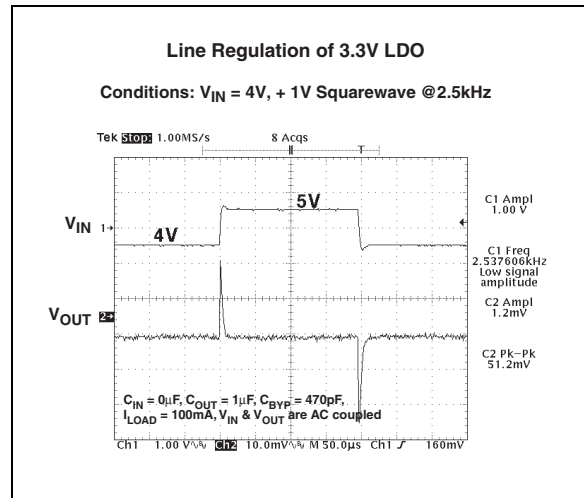 Line Regulation of 3.3V LDO
Conditions: VIN = 4V, + 1V Squarewave @2.5kHz
Tek Stop: 1.00MS/s 8 Acqs
T
5V
C1 Ampl
1.00 V
VIN 1→
4V
C1 Freq
2.537606kHz
Low signal
amplitude
VOUT 2→
C2 Ampl
1.2mV
C2 Pk–Pk
51.2mV
CIN = 0μF, COUT = 1μF, CBYP = 470pF,
ILOAD = 100mA, VIN & VOUT are AC coupled
Ch1 1.00 V∿BW Ch2 10.0mV∿BW M 50.0μs Ch1 ƒ 160mV